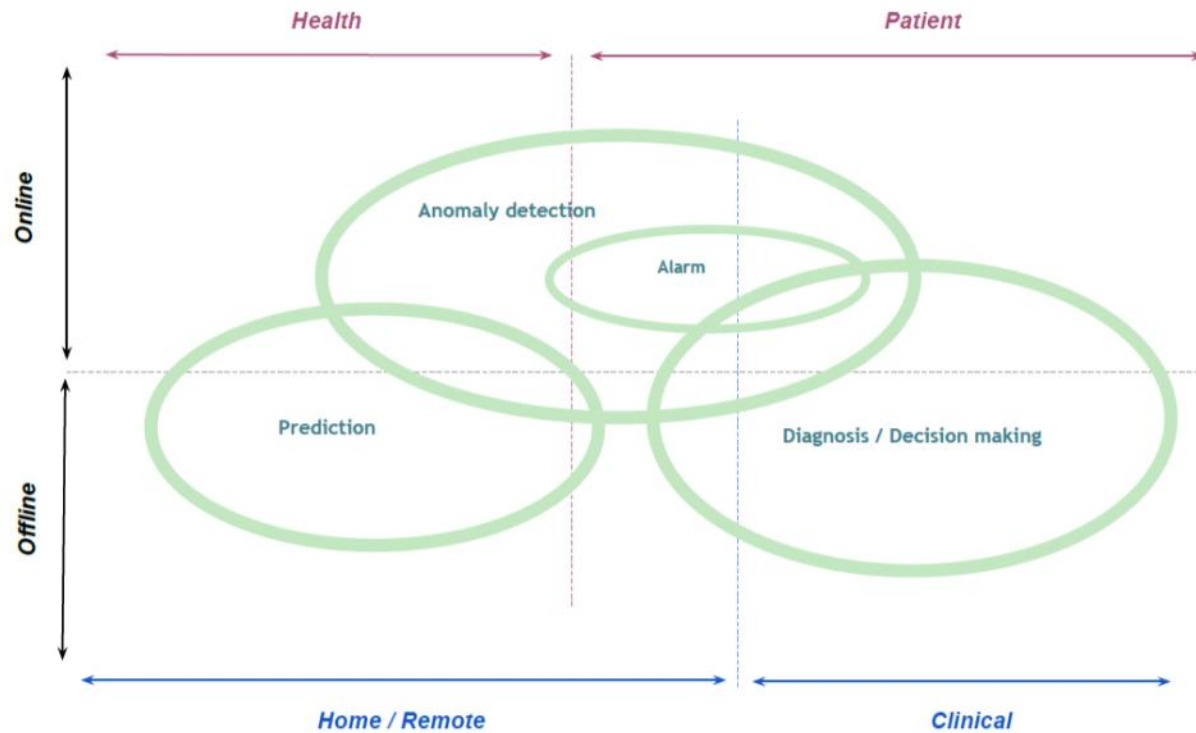 Health
Patient
Online
Anomaly detection
Alarm
Prediction
Diagnosis / Decision making
Offline
Home / Remote
Clinical